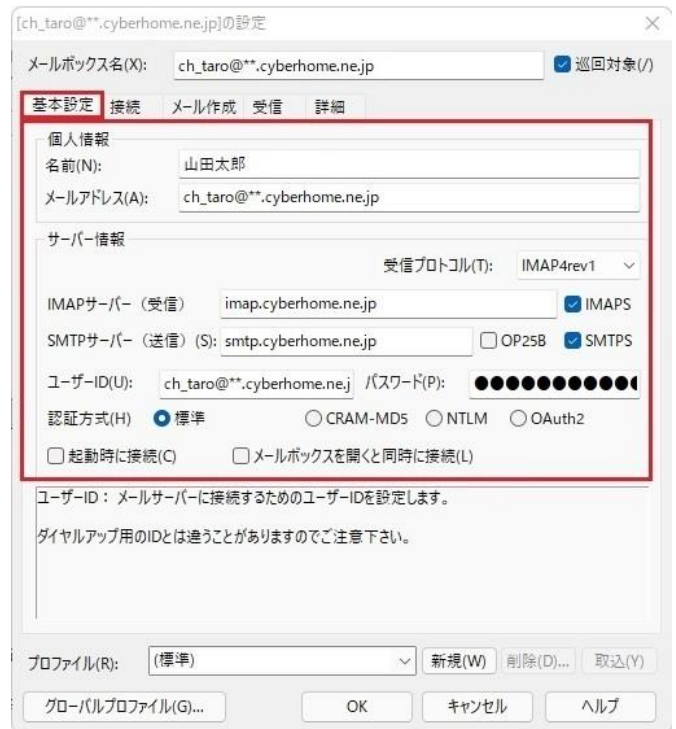 [ch_taro@**.cyberhome.ne.jp]の設定
メールボックス名(X): ch_taro@**.cyberhome.ne.jp 巡回対象(/)
基本設定 接続 メール作成 受信 詳細
個人情報
名前(N): 山田太郎
メールアドレス(A): ch_taro@**.cyberhome.ne.jp
サーバー情報
受信プロトコル(T): IMAP4rev1
IMAPサーバー（受信） imap.cyberhome.ne.jp IMAPS
SMTPサーバー（送信）(S): smtp.cyberhome.ne.jp OP25B SMTPS
ユーザーID(U): ch_taro@**.cyberhome.ne.j パスワード(P): ●●●●●●●●●●●
認証方式(H) 標準 CRAM-MD5 NTLM OAuth2
起動時に接続(C) メールボックスを開くと同時に接続(L)
ユーザーID： メールサーバーに接続するためのユーザーIDを設定します。
ダイヤルアップ用のIDとは違うことがありますのでご注意下さい。
プロファイル(R): (標準) 新規(W) 削除(D)... 取込(Y)
グローバルプロファイル(G)... OK キャンセル ヘルプ